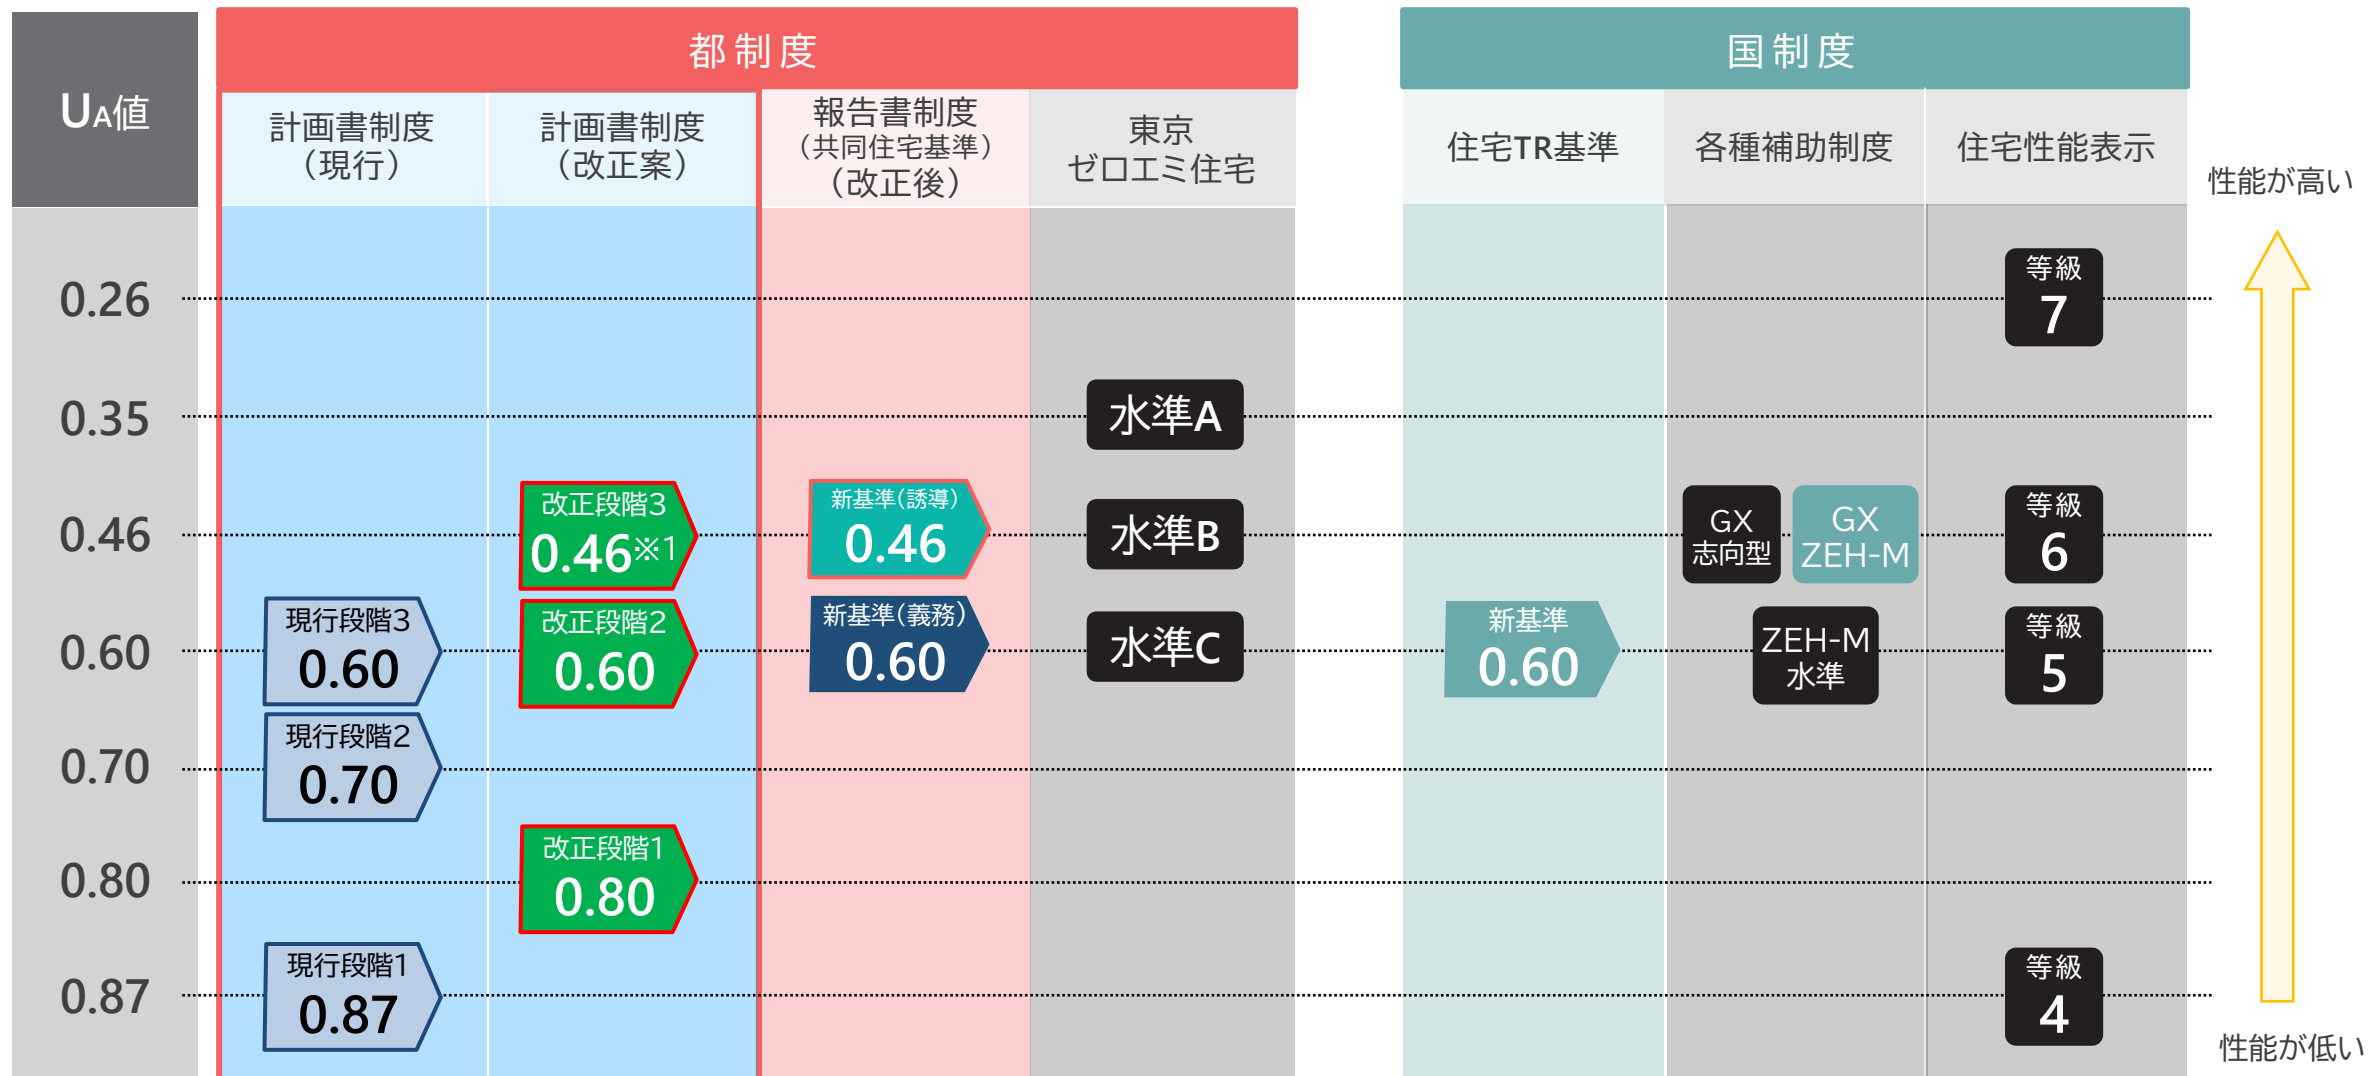 都制度
国制度
UA値
計画書制度
（現行）
計画書制度
（改正案）
報告書制度
（共同住宅基準）
（改正後）
東京
ゼロエミ住宅
住宅TR基準
各種補助制度
住宅性能表示
性能が高い
0.26
等級
7
0.35
水準A
0.46
改正段階3
0.46※1
新基準（誘導）
0.46
水準B
GX
志向型
GX
ZEH-M
等級
6
0.60
現行段階3
0.60
改正段階2
0.60
新基準（義務）
0.60
水準C
新基準
0.60
ZEH-M
水準
等級
5
0.70
現行段階2
0.70
0.80
改正段階1
0.80
0.87
現行段階1
0.87
等級
4
性能が低い